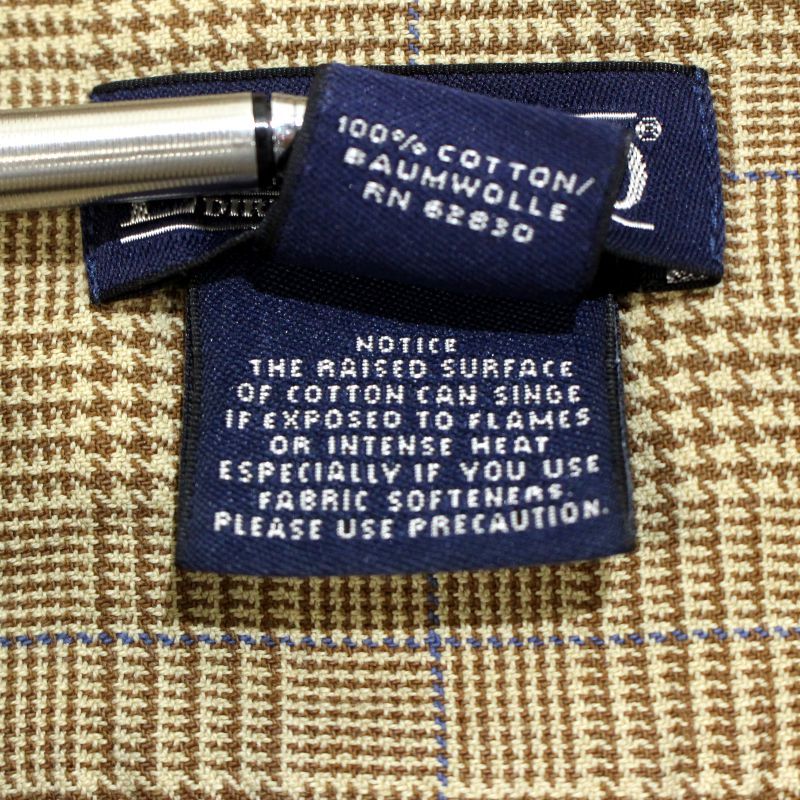 ®
100% COTTON/
BAUMWOLLE
RN 62830
NOTICE
THE RAISED SURFACE
OF COTTON CAN SINGE
IF EXPOSED TO FLAMES
OR INTENSE HEAT
ESPECIALLY IF YOU USE
FABRIC SOFTENERS.
PLEASE USE PRECAUTION.